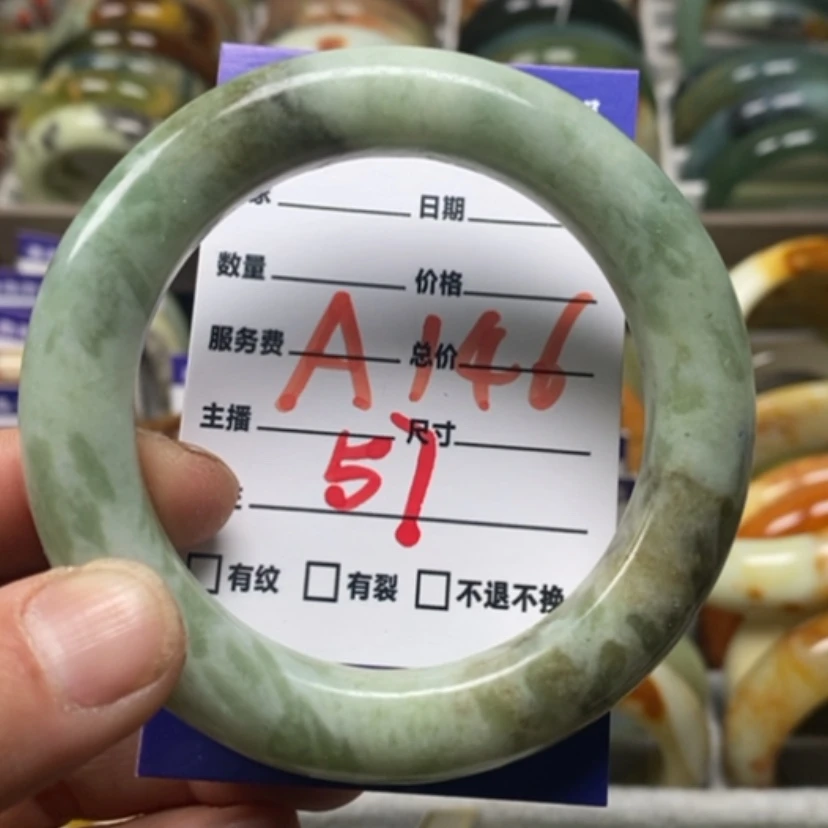 日期
数量 价格
服务费 总价
A146
主播 尺寸
57
有纹 有裂 不退不换